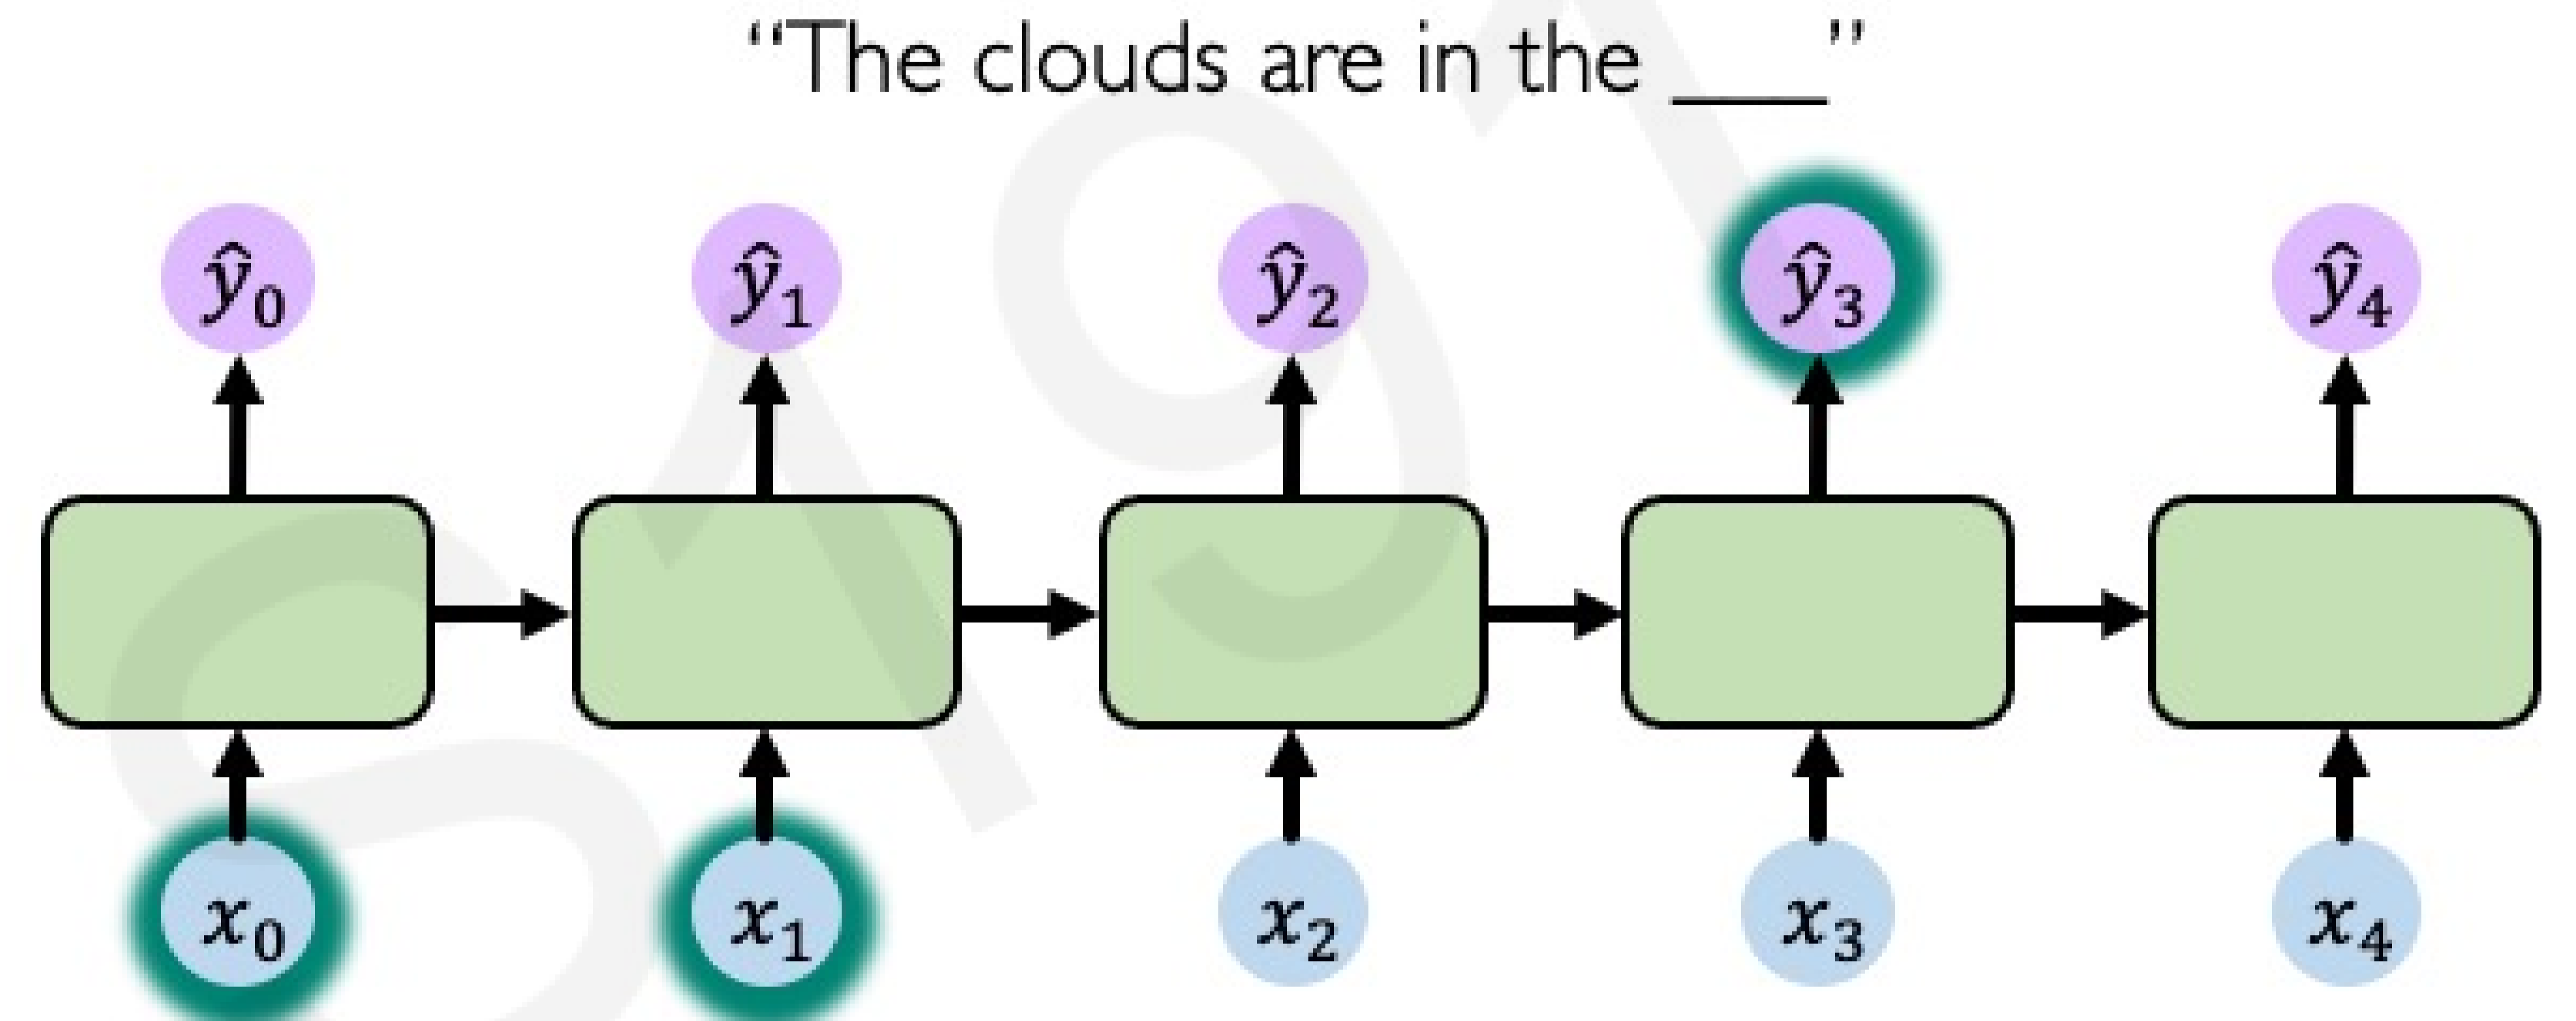 “The clouds are in the ___”
ŷ0 ŷ1 ŷ2 ŷ3 ŷ4
x0 x1 x2 x3 x4